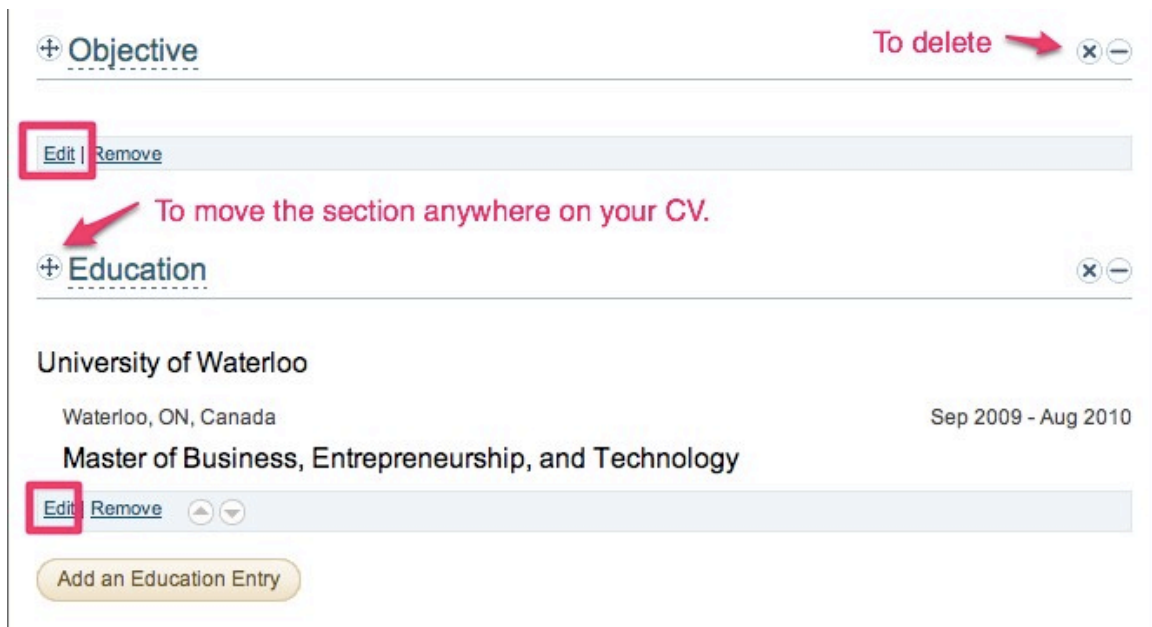 Objective To delete
Edit | Remove
To move the section anywhere on your CV.
Education
University of Waterloo
Waterloo, ON, Canada Sep 2009 - Aug 2010
Master of Business, Entrepreneurship, and Technology
Edit | Remove
Add an Education Entry